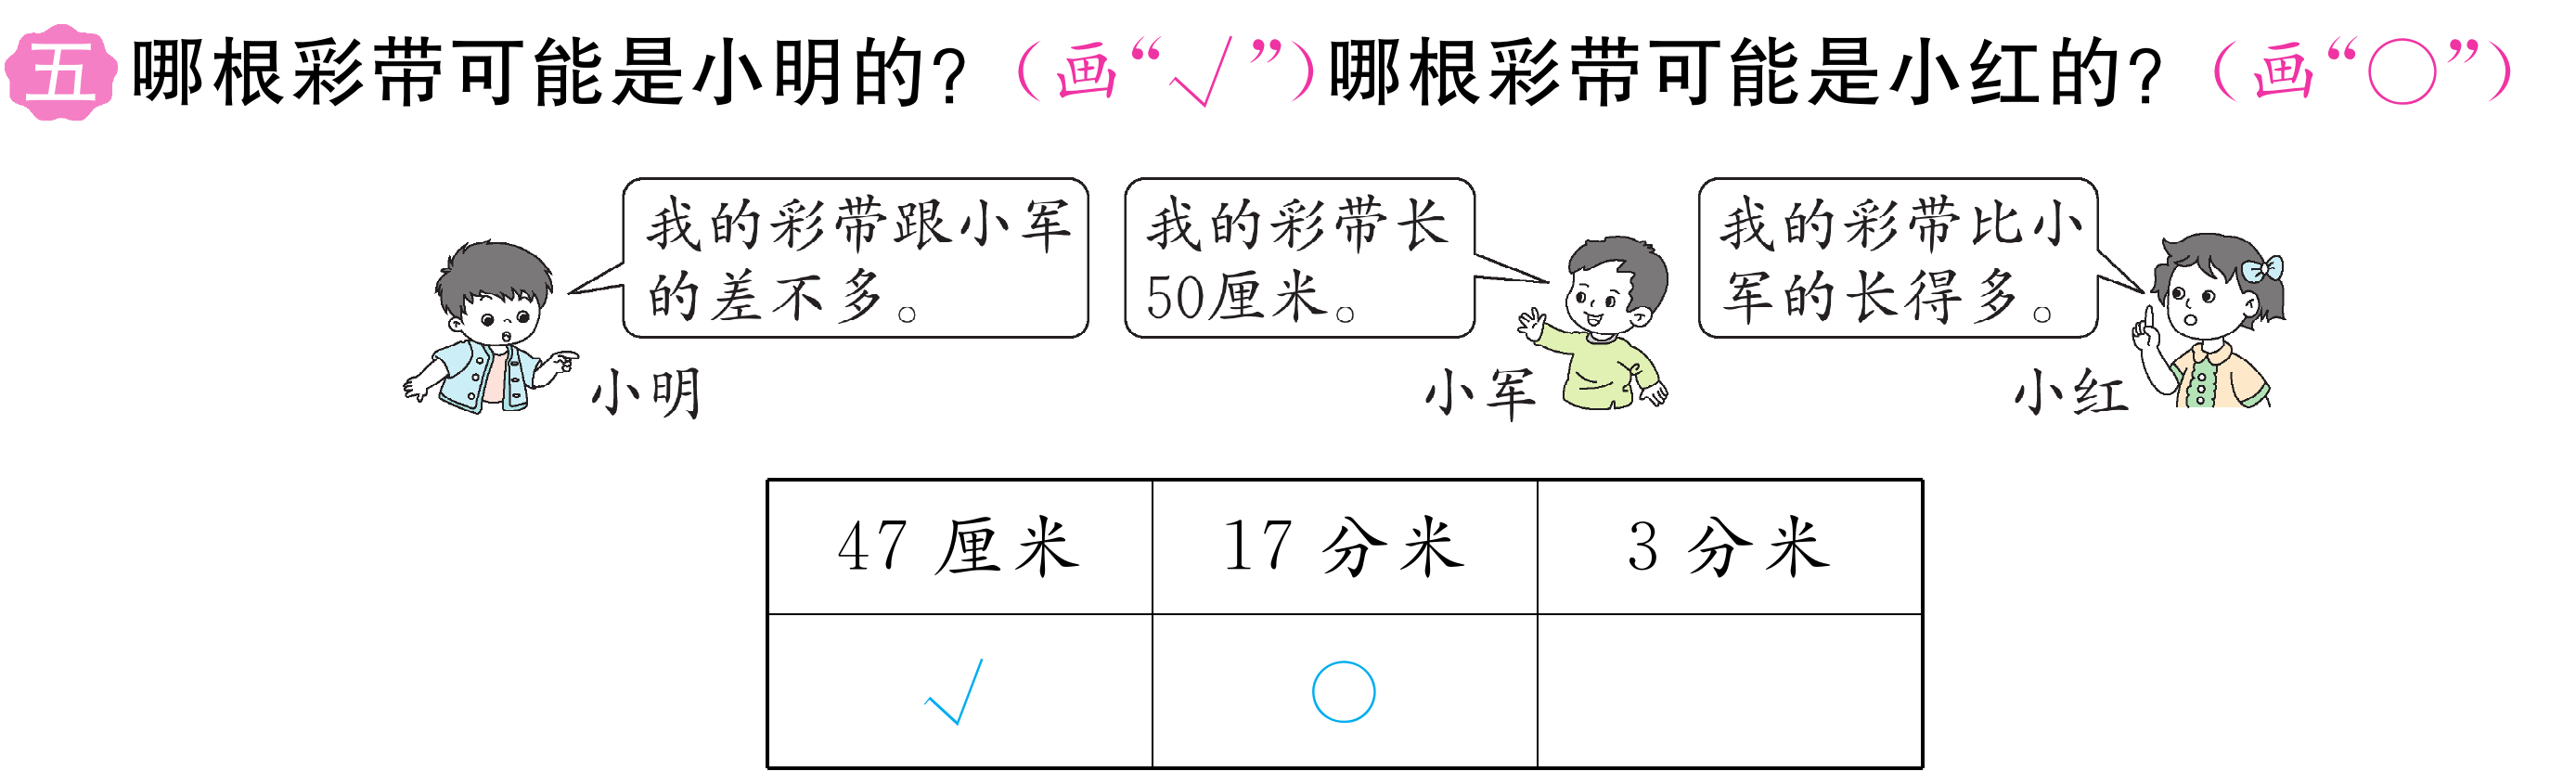 五 哪根彩带可能是小明的？（画“√”）哪根彩带可能是小红的？（画“○”）
我的彩带跟小军
的差不多。
小明
我的彩带长
50厘米。
小军
我的彩带比小
军的长得多。
小红
47 厘米 17 分米 3 分米
√ ○